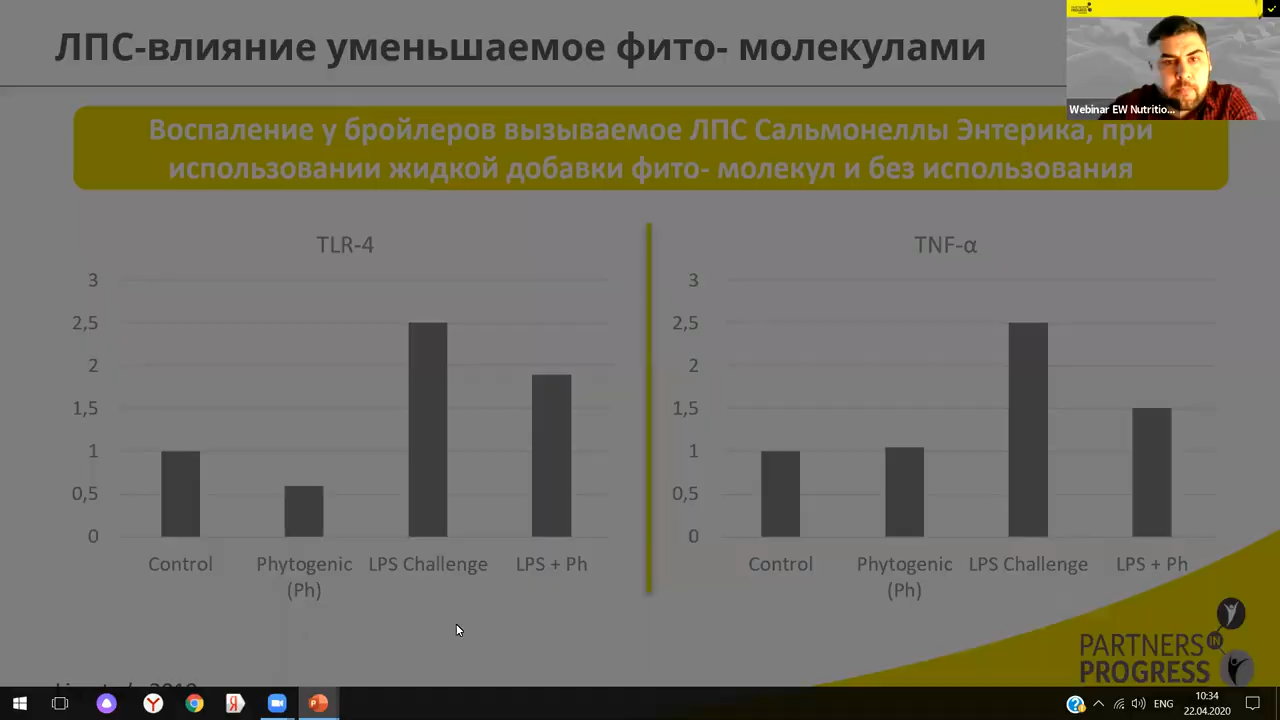 ЛПС-влияние уменьшаемое фито- молекулами
Webinar EW Nutritio...
Воспаление у бройлеров вызываемое ЛПС Сальмонеллы Энтерика, при
использовании жидкой добавки фито- молекул и без использования
TLR-4
3
2,5
2
1,5
1
0,5
0
Control Phytogenic (Ph) LPS Challenge LPS + Ph
TNF-α
3
2,5
2
1,5
1
0,5
0
Control Phytogenic (Ph) LPS Challenge LPS + Ph
PARTNERS
IN
PROGRESS
ENG
10:34
22.04.2020